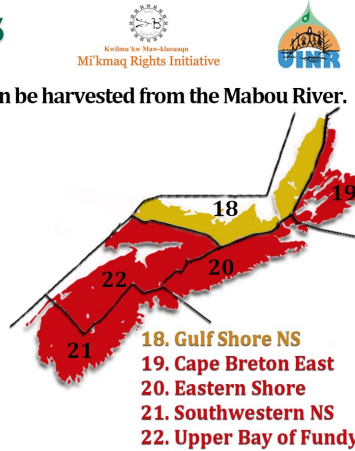 Kwilmu'kw Maw-klusuaqn
Mi'kmaq Rights Initiative
UINR
n be harvested from the Mabou River.
18
19
20
22
21
18. Gulf Shore NS
19. Cape Breton East
20. Eastern Shore
21. Southwestern NS
22. Upper Bay of Fundy